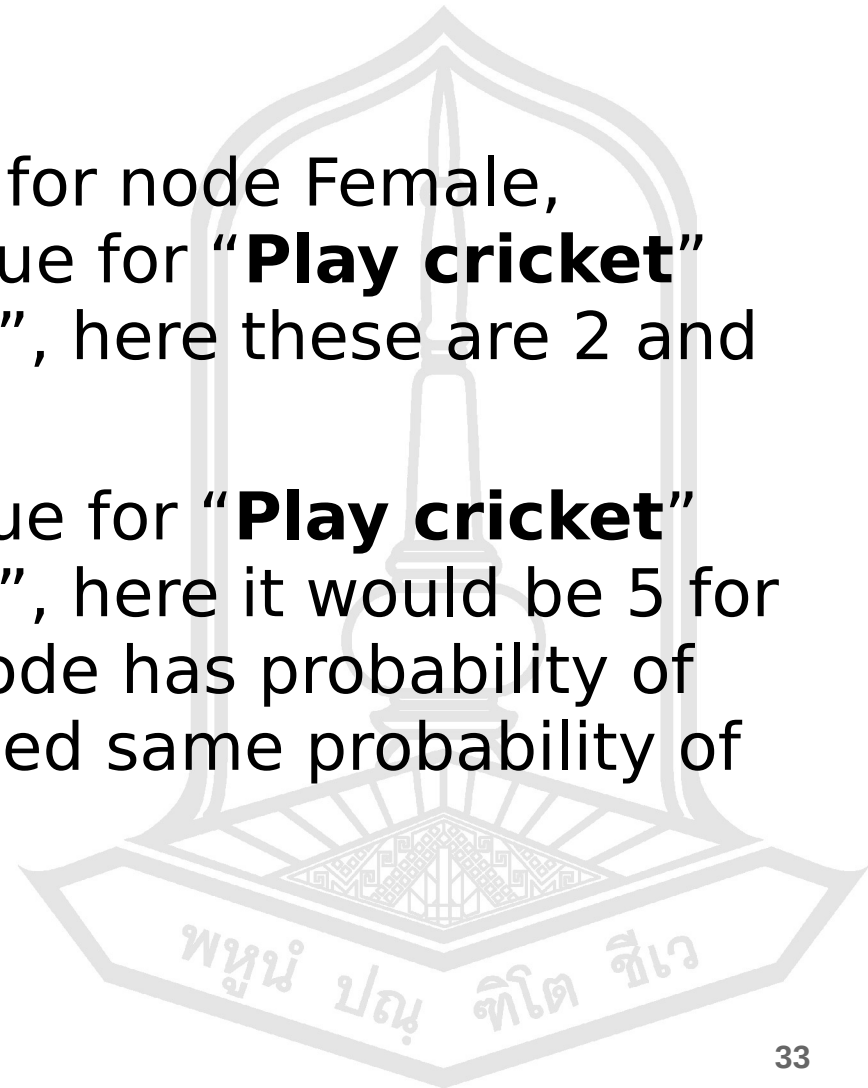 for node Female,
ue for “Play cricket”
”, here these are 2 and
ue for “Play cricket”
”, here it would be 5 for
ode has probability of
ed same probability of
พหูนํ ปณฺฑิโต ชีเว
33